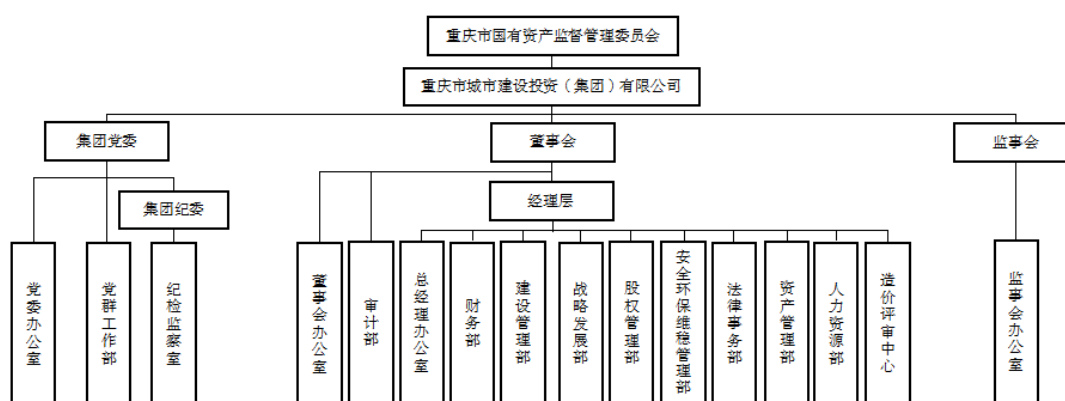 重庆市国有资产监督管理委员会
重庆市城市建设投资（集团）有限公司
集团党委
董事会
监事会
经理层
集团纪委
党委办公室
党群工作部
纪检监察室
董事会办公室
审计部
总经理办公室
财务部
建设管理部
战略发展部
股权管理部
安全环保维稳管理部
法律事务部
资产管理部
人力资源部
造价评审中心
监事会办公室